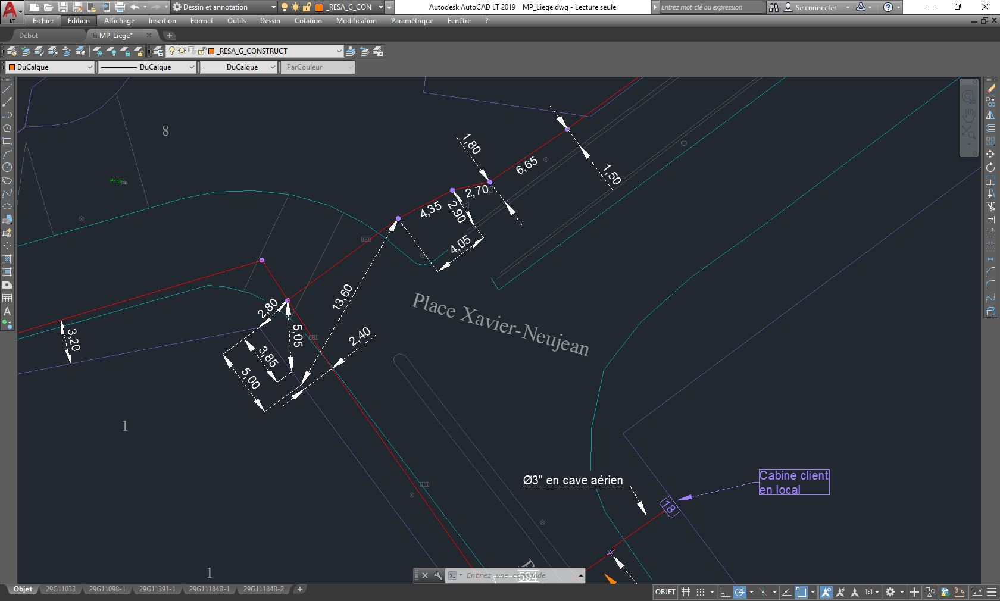 Dessin et annotation
_RESA_G_CON
Autodesk AutoCAD LT 2019 MP_Liege.dwg - Lecture seule
Entrez mot-clé ou expression
Se connecter
LT
Fichier Edition Affichage Insertion Format Outils Dessin Cotation Modification Paramétrique Fenêtre ?
Début MP_Liege*
_RESA_G_CONSTRUCT
DuCalque DuCalque DuCalque ParCouleur
8
1,80
6,65
1,50
2,70
4,35
2,90
4,05
Prise
13,60
2,80
5,05
2,40
3,20
3,85
5,00
Place Xavier-Neujean
1
Ø3" en cave aérien
Cabine client
en local
18
1
Entrez une commande
594
Objet 29G11033 29G11098-1 29G11391-1 29G11184B-1 29G11184B-2
OBJET 1:1